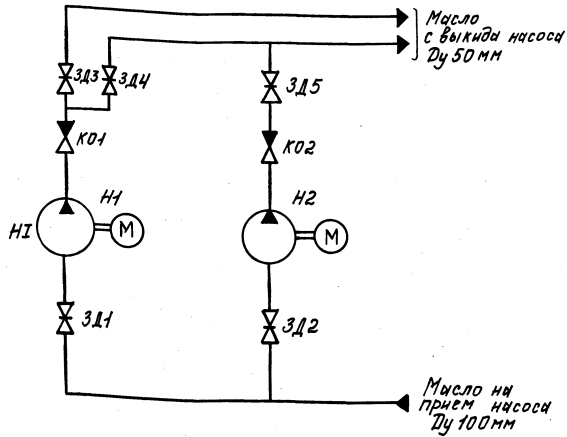 Масло
с выкида насоса
Ду 50 мм
ЗД3
ЗД4
ЗД5
КО1
КО2
Н1
Н2
НI
М
М
ЗД1
ЗД2
Масло на
прием насоса
Ду 100 мм